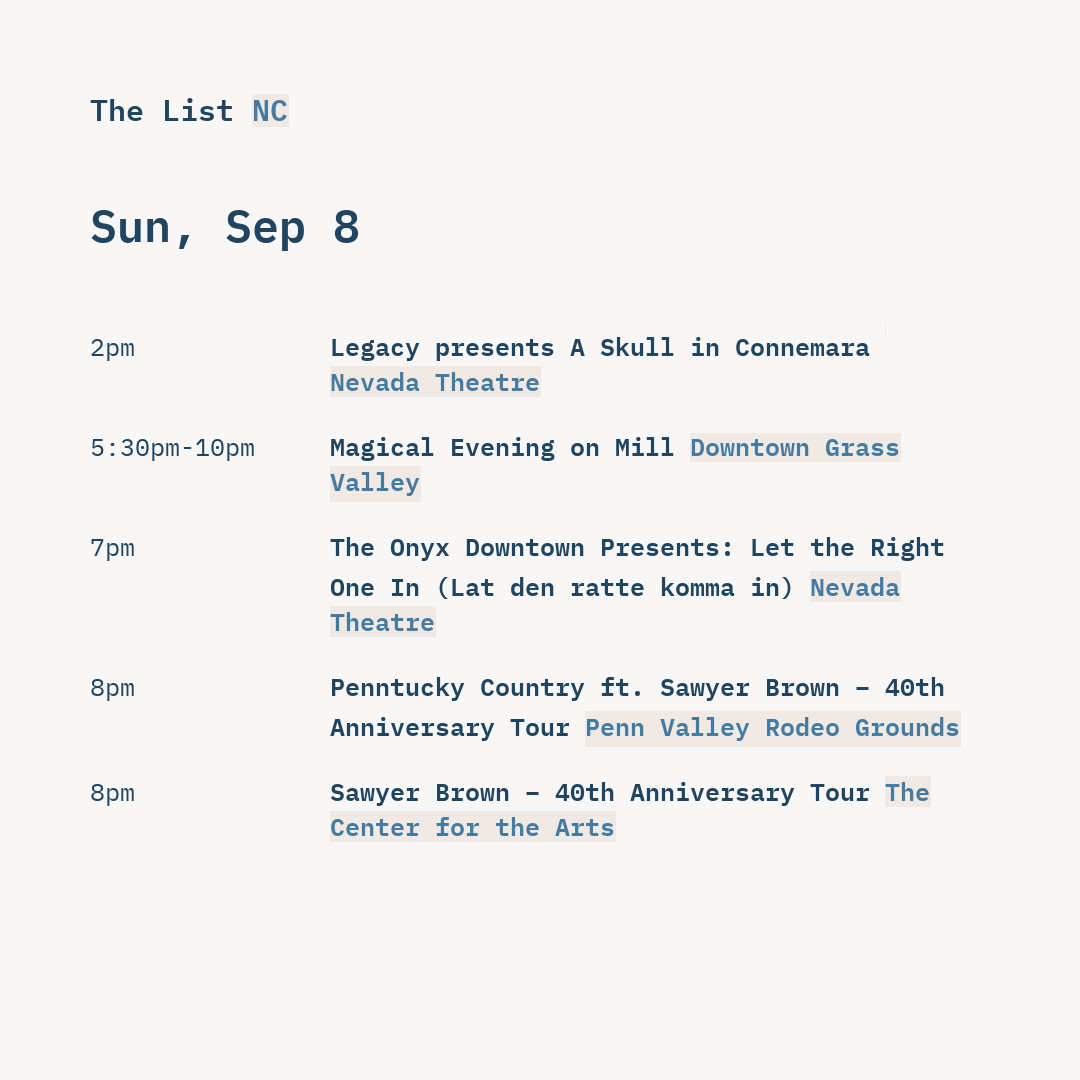 The List NC
Sun, Sep 8
2pm
Legacy presents A Skull in Connemara
Nevada Theatre
5:30pm-10pm
Magical Evening on Mill Downtown Grass
Valley
7pm
The Onyx Downtown Presents: Let the Right
One In (Lat den ratte komma in) Nevada
Theatre
8pm
Penntucky Country ft. Sawyer Brown – 40th
Anniversary Tour Penn Valley Rodeo Grounds
8pm
Sawyer Brown – 40th Anniversary Tour The
Center for the Arts